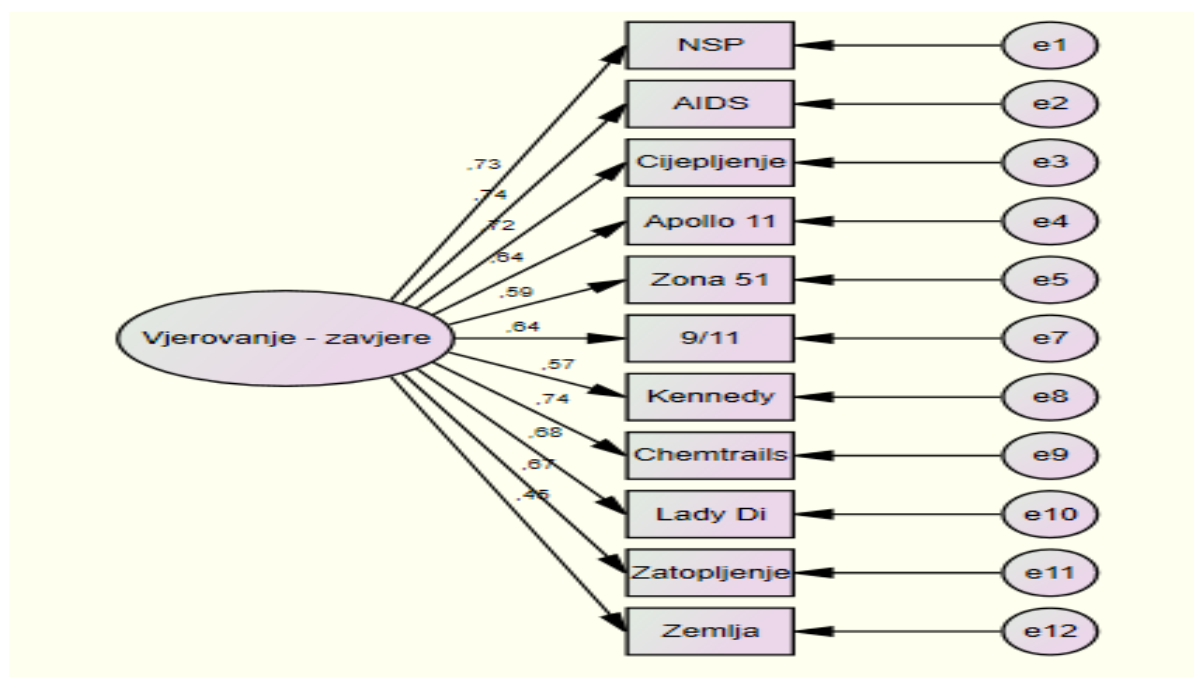 NSP
e1
AIDS
e2
,73
Cijepljenje
e3
,74
,72
Apollo 11
e4
,64
Zona 51
e5
,59
,64
Vjerovanje - zavjere
9/11
e7
,57
Kennedy
e8
,74
,68
Chemtrails
e9
,67
,45
Lady Di
e10
Zatopljenje
e11
Zemlja
e12